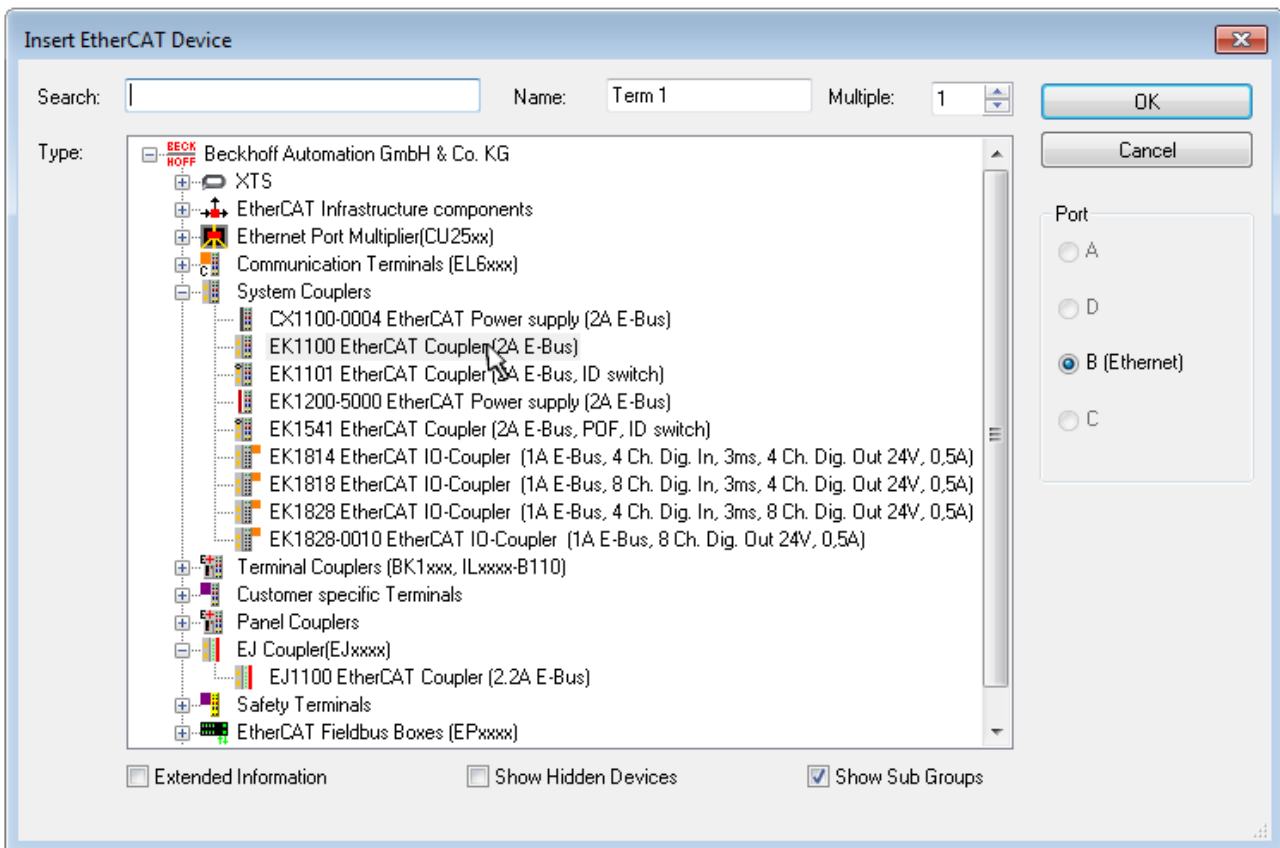 Insert EtherCAT Device
Search: Name: Term 1 Multiple: 1 OK
Type: BECKHOFF Beckhoff Automation GmbH & Co. KG Cancel
XTS
EtherCAT Infrastructure components
Port
Ethernet Port Multiplier(CU25xx)
A
Communication Terminals (EL6xxx)
System Couplers
D
CX1100-0004 EtherCAT Power supply (2A E-Bus)
EK1100 EtherCAT Coupler (2A E-Bus)
B (Ethernet)
EK1101 EtherCAT Coupler (2A E-Bus, ID switch)
EK1200-5000 EtherCAT Power supply (2A E-Bus)
C
EK1541 EtherCAT Coupler (2A E-Bus, POF, ID switch)
EK1814 EtherCAT IO-Coupler (1A E-Bus, 4 Ch. Dig. In, 3ms, 4 Ch. Dig. Out 24V, 0,5A)
EK1818 EtherCAT IO-Coupler (1A E-Bus, 8 Ch. Dig. In, 3ms, 4 Ch. Dig. Out 24V, 0,5A)
EK1828 EtherCAT IO-Coupler (1A E-Bus, 4 Ch. Dig. In, 3ms, 8 Ch. Dig. Out 24V, 0,5A)
EK1828-0010 EtherCAT IO-Coupler (1A E-Bus, 8 Ch. Dig. Out 24V, 0,5A)
Terminal Couplers (BK1xxx, ILxxxx-B110)
Customer specific Terminals
Panel Couplers
EJ Coupler(EJxxxx)
EJ1100 EtherCAT Coupler (2.2A E-Bus)
Safety Terminals
EtherCAT Fieldbus Boxes (EPxxxx)
Extended Information Show Hidden Devices Show Sub Groups